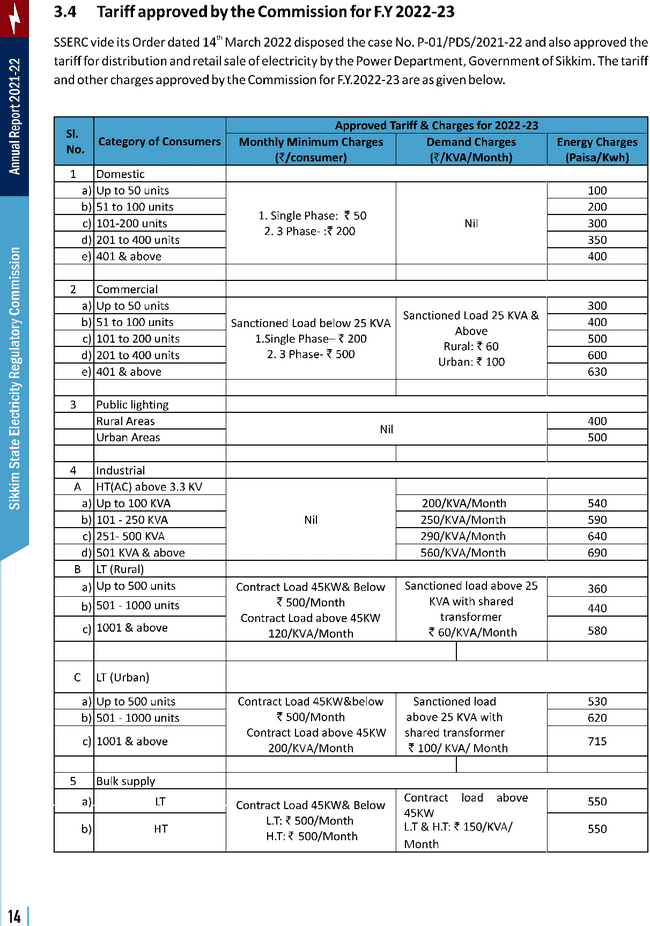 3.4 Tariff approved by the Commission for F.Y 2022-23
SSERC vide its Order dated 14th March 2022 disposed the case No. P-01/PDS/2021-22 and also approved the
tariff for distribution and retail sale of electricity by the Power Department, Government of Sikkim. The tariff
and other charges approved by the Commission for F.Y.2022-23 are as given below.
Annual Report 2021-22
Sikkim State Electricity Regulatory Commission
Sl. No. Category of Consumers Approved Tariff & Charges for 2022-23
Monthly Minimum Charges (₹/consumer) Demand Charges (₹/KVA/Month) Energy Charges (Paisa/Kwh)
1 Domestic
a) Up to 50 units 100
b) 51 to 100 units 200
c) 101-200 units 300
d) 201 to 400 units 350
e) 401 & above 400
1. Single Phase: ₹ 50
2. 3 Phase- :₹ 200
Nil
2 Commercial
a) Up to 50 units 300
b) 51 to 100 units 400
c) 101 to 200 units 500
d) 201 to 400 units 600
e) 401 & above 630
Sanctioned Load below 25 KVA
1.Single Phase– ₹ 200
2. 3 Phase- ₹ 500
Sanctioned Load 25 KVA &
Above
Rural: ₹ 60
Urban: ₹ 100
3 Public lighting
Rural Areas 400
Urban Areas 500
Nil
4 Industrial
A HT(AC) above 3.3 KV
a) Up to 100 KVA 200/KVA/Month 540
b) 101 - 250 KVA 250/KVA/Month 590
c) 251- 500 KVA 290/KVA/Month 640
d) 501 KVA & above 560/KVA/Month 690
Nil
B LT (Rural)
a) Up to 500 units 360
b) 501 - 1000 units 440
c) 1001 & above 580
Contract Load 45KW& Below
₹ 500/Month
Contract Load above 45KW
120/KVA/Month
Sanctioned load above 25
KVA with shared
transformer
₹ 60/KVA/Month
C LT (Urban)
a) Up to 500 units 530
b) 501 - 1000 units 620
c) 1001 & above 715
Contract Load 45KW&below
₹ 500/Month
Contract Load above 45KW
200/KVA/Month
Sanctioned load
above 25 KVA with
shared transformer
₹ 100/ KVA/ Month
5 Bulk supply
a) LT 550
b) HT 550
Contract Load 45KW& Below
L.T: ₹ 500/Month
H.T: ₹ 500/Month
Contract load above
45KW
L.T & H.T: ₹ 150/KVA/
Month
14